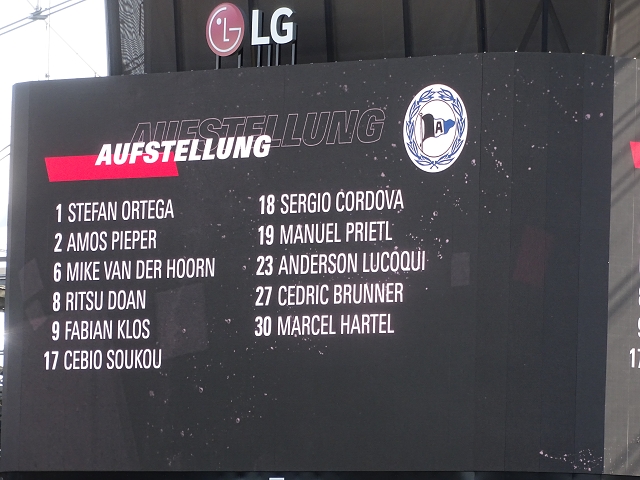 LG LG
AUFSTELLUNG
AUFSTELLUNG
A
1 STEFAN ORTEGA
2 AMOS PIEPER
6 MIKE VAN DER HOORN
8 RITSU DOAN
9 FABIAN KLOS
17 CEBIO SOUKOU
18 SERGIO CORDOVA
19 MANUEL PRIETL
23 ANDERSON LUCOQUI
27 CEDRIC BRUNNER
30 MARCEL HARTEL